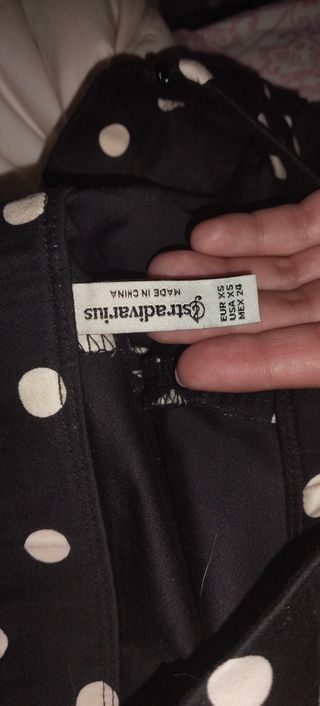 stradivarius
MADE IN CHINA
EUR XS
USA XS
MEX 24